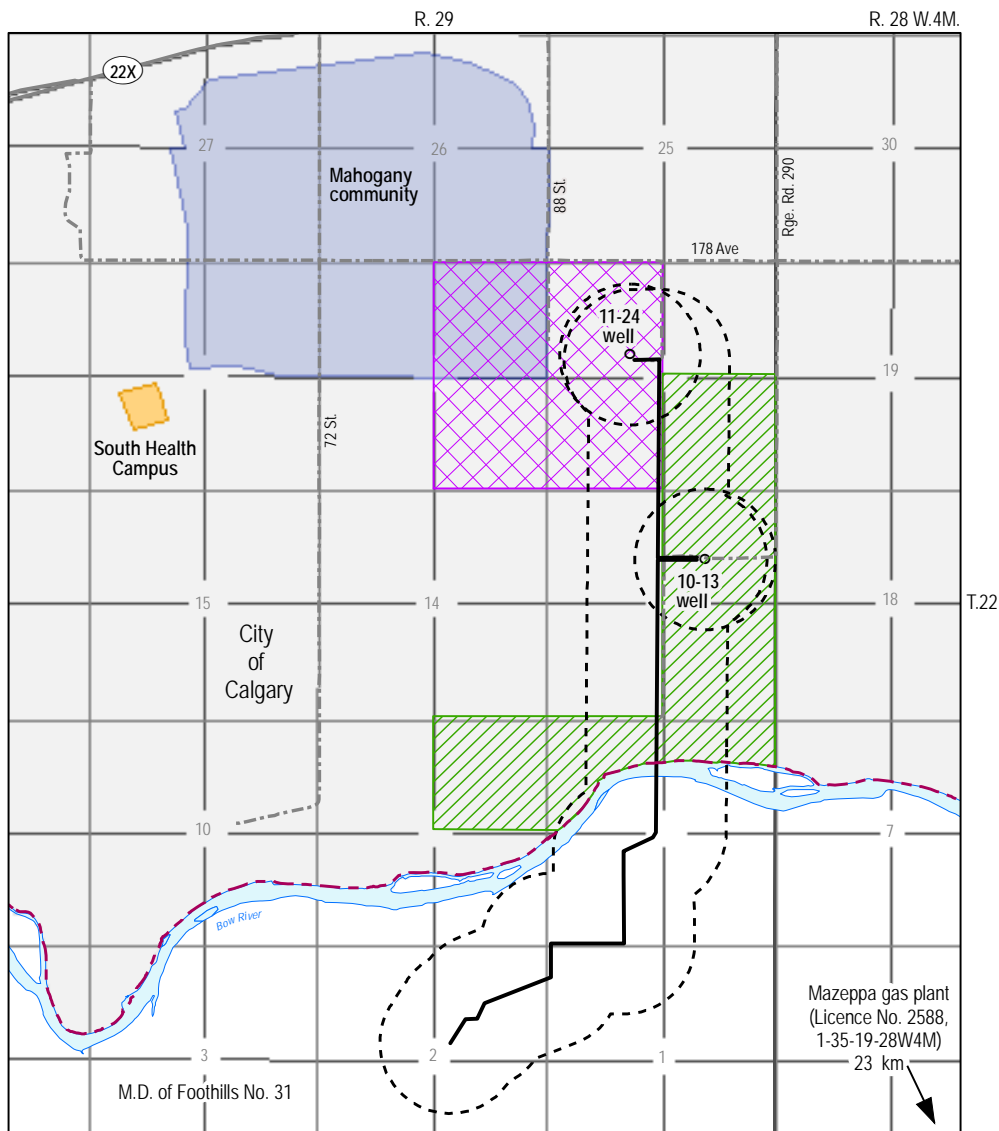 R. 29
R. 28 W.4M.
22X
27
26
25
30
Mahogany
community
88 St.
Rge. Rd. 290
178 Ave
11-24
well
19
72 St.
South Health
Campus
10-13
well
15
14
18
T.22
City
of
Calgary
10
7
Bow River
Mazeppa gas plant
(Licence No. 2588,
1-35-19-28W4M)
23 km
3
2
1
M.D. of Foothills No. 31